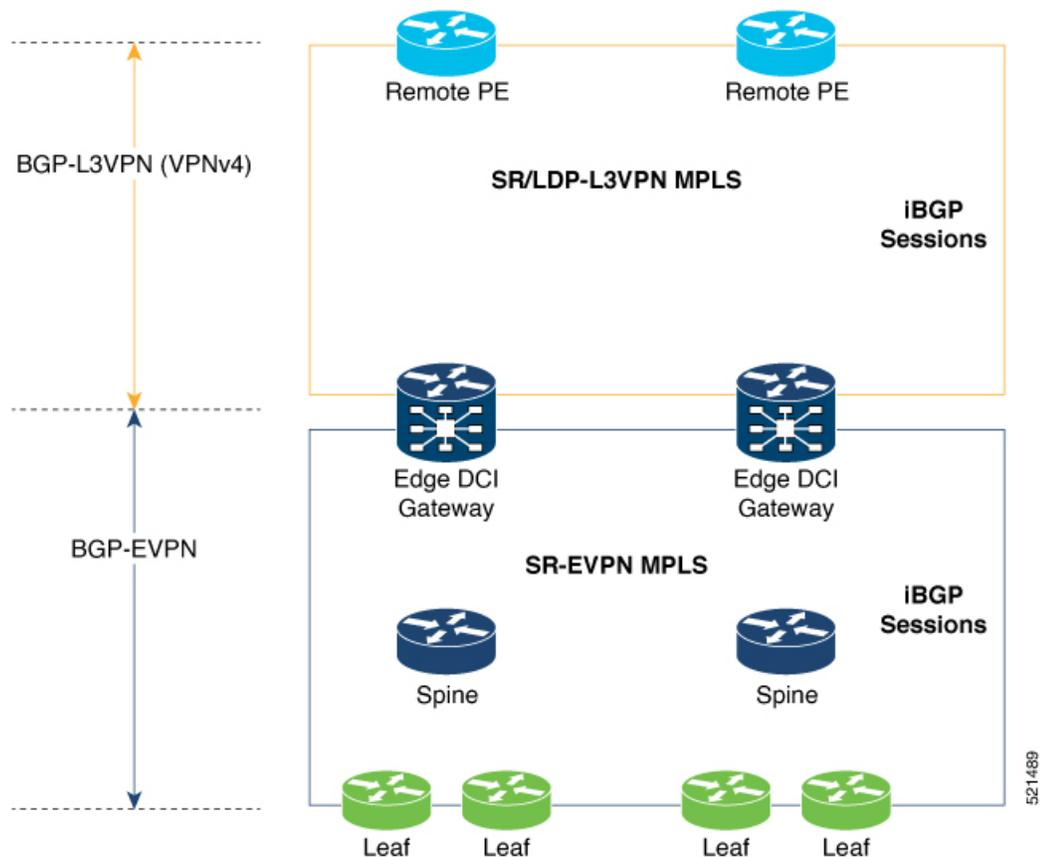 Remote PE
Remote PE
BGP-L3VPN (VPNv4)
SR/LDP-L3VPN MPLS
iBGP
Sessions
Edge DCI
Gateway
Edge DCI
Gateway
BGP-EVPN
SR-EVPN MPLS
iBGP
Sessions
Spine
Spine
Leaf
Leaf
Leaf
Leaf
521489